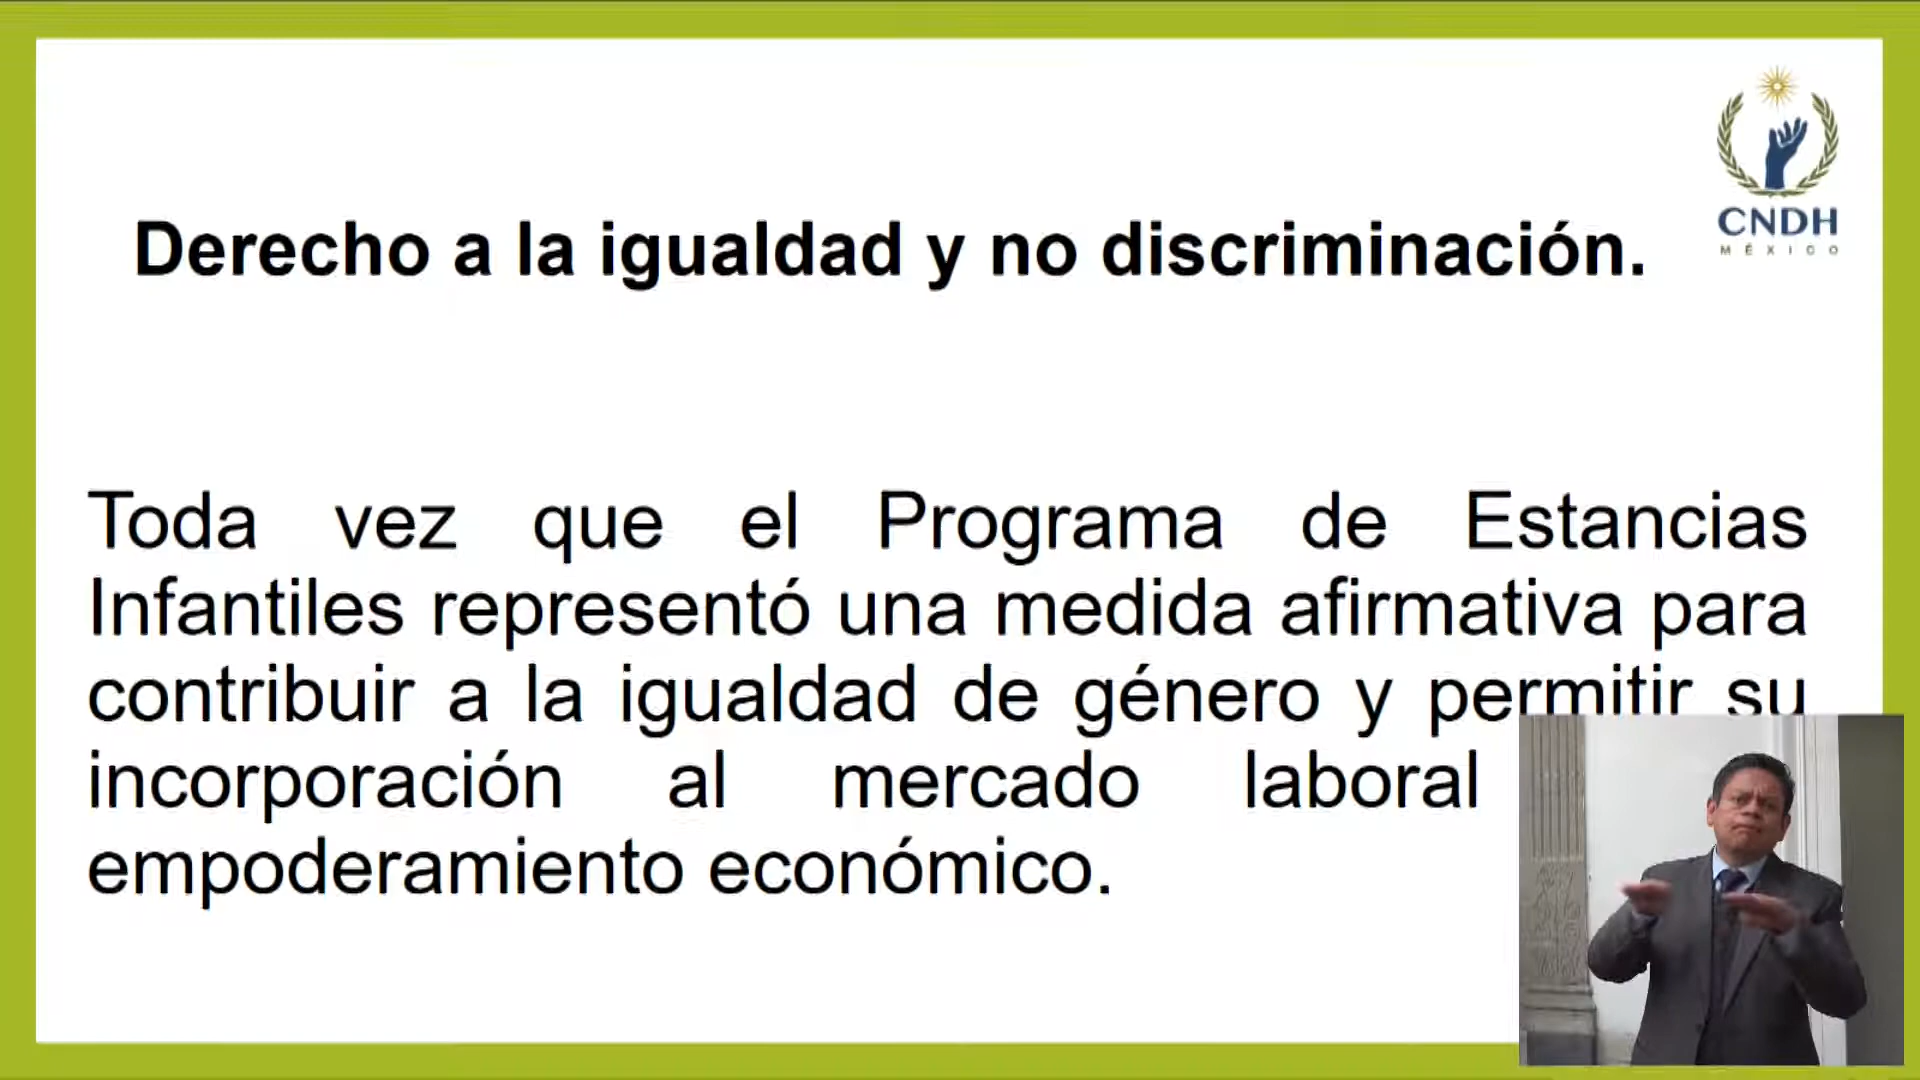 CNDH
MÉXICO
Derecho a la igualdad y no discriminación.
Toda vez que el Programa de Estancias
Infantiles representó una medida afirmativa para
contribuir a la igualdad de género y permitir su
incorporación al mercado laboral
empoderamiento económico.